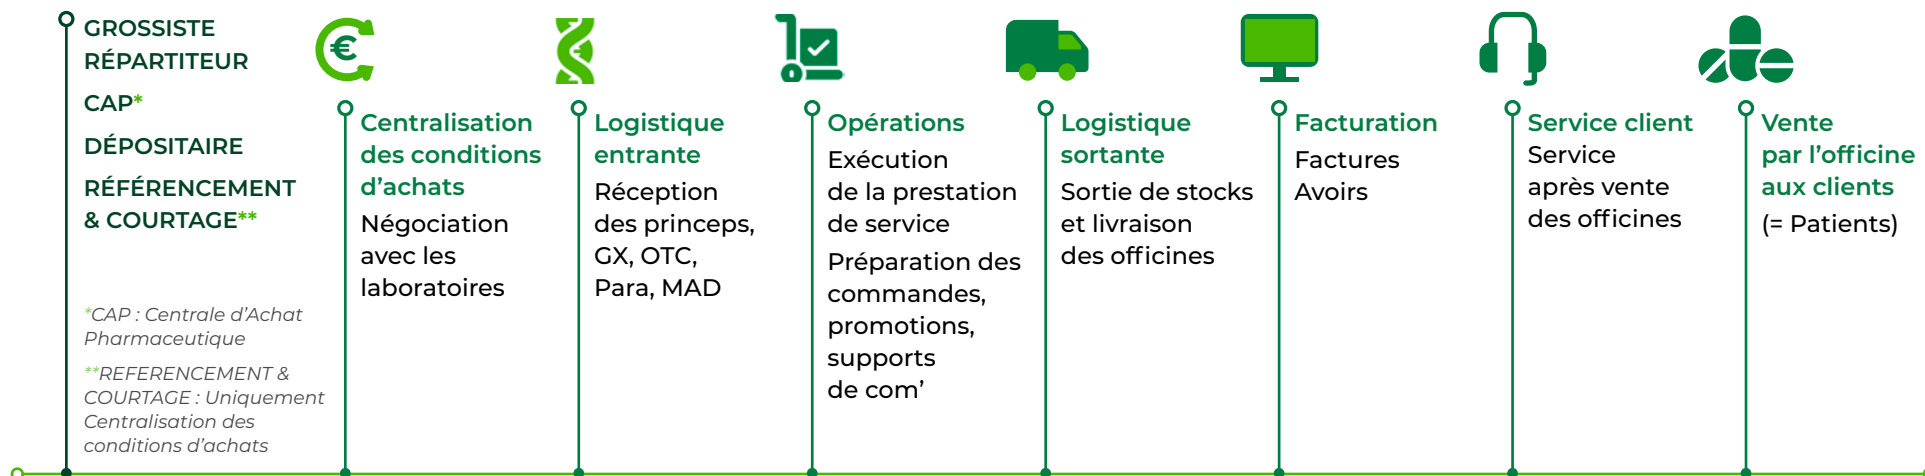 GROSSISTE
RÉPARTITEUR
CAP*
DÉPOSITAIRE
RÉFÉRENCEMENT
& COURTAGE**
*CAP : Centrale d’Achat
Pharmaceutique
**REFERENCEMENT &
COURTAGE : Uniquement
Centralisation des
conditions d’achats
€
Centralisation
des conditions
d’achats
Négociation
avec les
laboratoires
Logistique
entrante
Réception
des princeps,
GX, OTC,
Para, MAD
Opérations
Exécution
de la prestation
de service
Préparation des
commandes,
promotions,
supports
de com’
Logistique
sortante
Sortie de stocks
et livraison
des officines
Facturation
Factures
Avoirs
Service client
Service
après vente
des officines
Vente
par l’officine
aux clients
(= Patients)